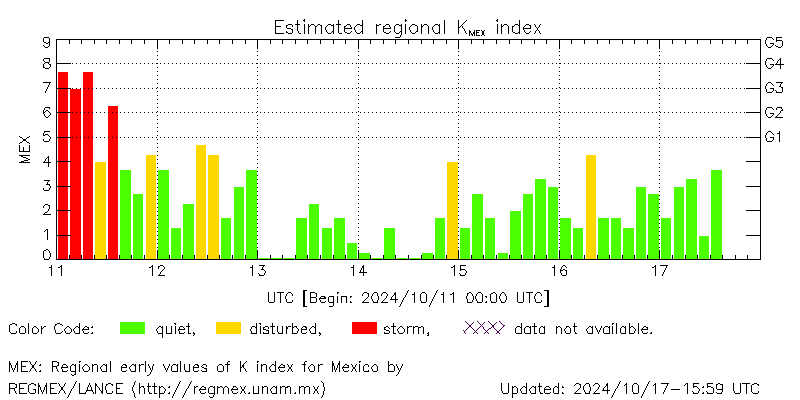 Estimated regional KMEX index
9 G5
8 G4
7 G3
6 G2
5 G1
4
3
2
1
0
MEX
11 12 13 14 15 16 17
UTC [Begin: 2024/10/11 00:00 UTC]
Color Code: quiet, disturbed, storm, data not available.
MEX: Regional early values of K index for Mexico by
REGMEX/LANCE (http://regmex.unam.mx) Updated: 2024/10/17-15:59 UTC